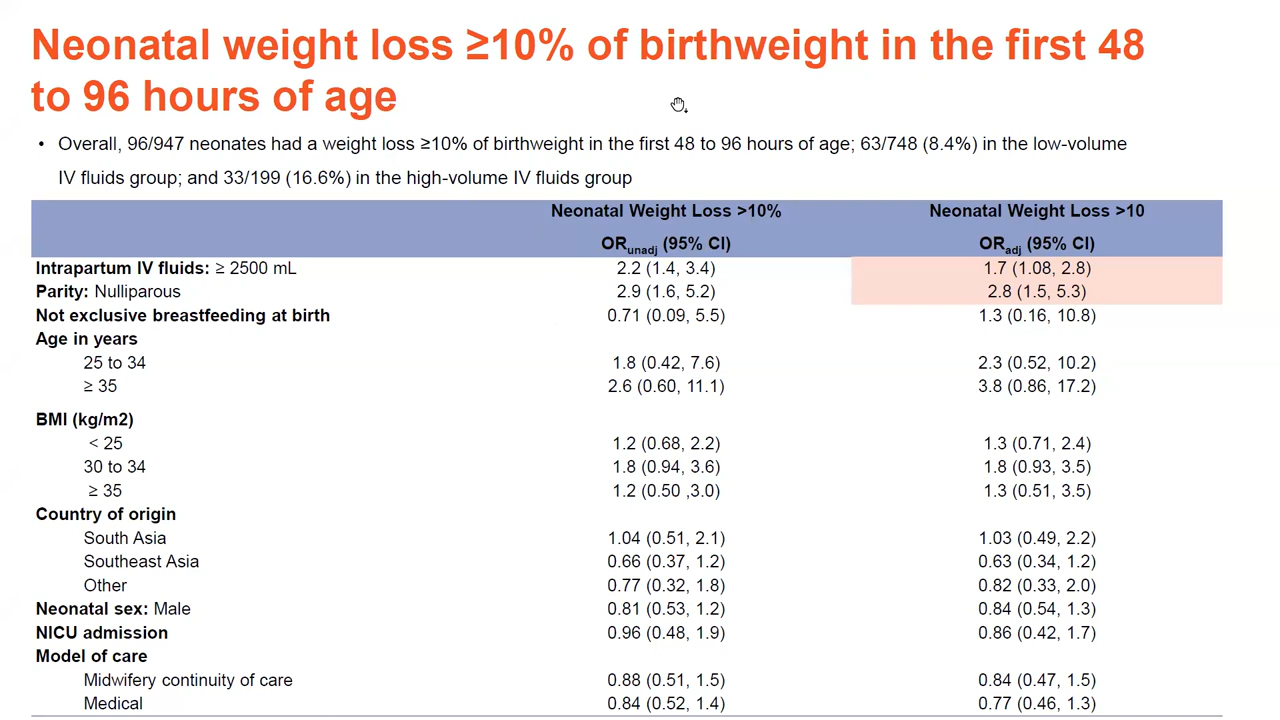 Neonatal weight loss ≥10% of birthweight in the first 48
to 96 hours of age
• Overall, 96/947 neonates had a weight loss ≥10% of birthweight in the first 48 to 96 hours of age; 63/748 (8.4%) in the low-volume
IV fluids group; and 33/199 (16.6%) in the high-volume IV fluids group
Neonatal Weight Loss >10% Neonatal Weight Loss >10
ORunadj (95% CI) ORadj (95% CI)
Intrapartum IV fluids: ≥ 2500 mL 2.2 (1.4, 3.4) 1.7 (1.08, 2.8)
Parity: Nulliparous 2.9 (1.6, 5.2) 2.8 (1.5, 5.3)
Not exclusive breastfeeding at birth 0.71 (0.09, 5.5) 1.3 (0.16, 10.8)
Age in years
25 to 34 1.8 (0.42, 7.6) 2.3 (0.52, 10.2)
≥ 35 2.6 (0.60, 11.1) 3.8 (0.86, 17.2)
BMI (kg/m2)
< 25 1.2 (0.68, 2.2) 1.3 (0.71, 2.4)
30 to 34 1.8 (0.94, 3.6) 1.8 (0.93, 3.5)
≥ 35 1.2 (0.50 ,3.0) 1.3 (0.51, 3.5)
Country of origin
South Asia 1.04 (0.51, 2.1) 1.03 (0.49, 2.2)
Southeast Asia 0.66 (0.37, 1.2) 0.63 (0.34, 1.2)
Other 0.77 (0.32, 1.8) 0.82 (0.33, 2.0)
Neonatal sex: Male 0.81 (0.53, 1.2) 0.84 (0.54, 1.3)
NICU admission 0.96 (0.48, 1.9) 0.86 (0.42, 1.7)
Model of care
Midwifery continuity of care 0.88 (0.51, 1.5) 0.84 (0.47, 1.5)
Medical 0.84 (0.52, 1.4) 0.77 (0.46, 1.3)